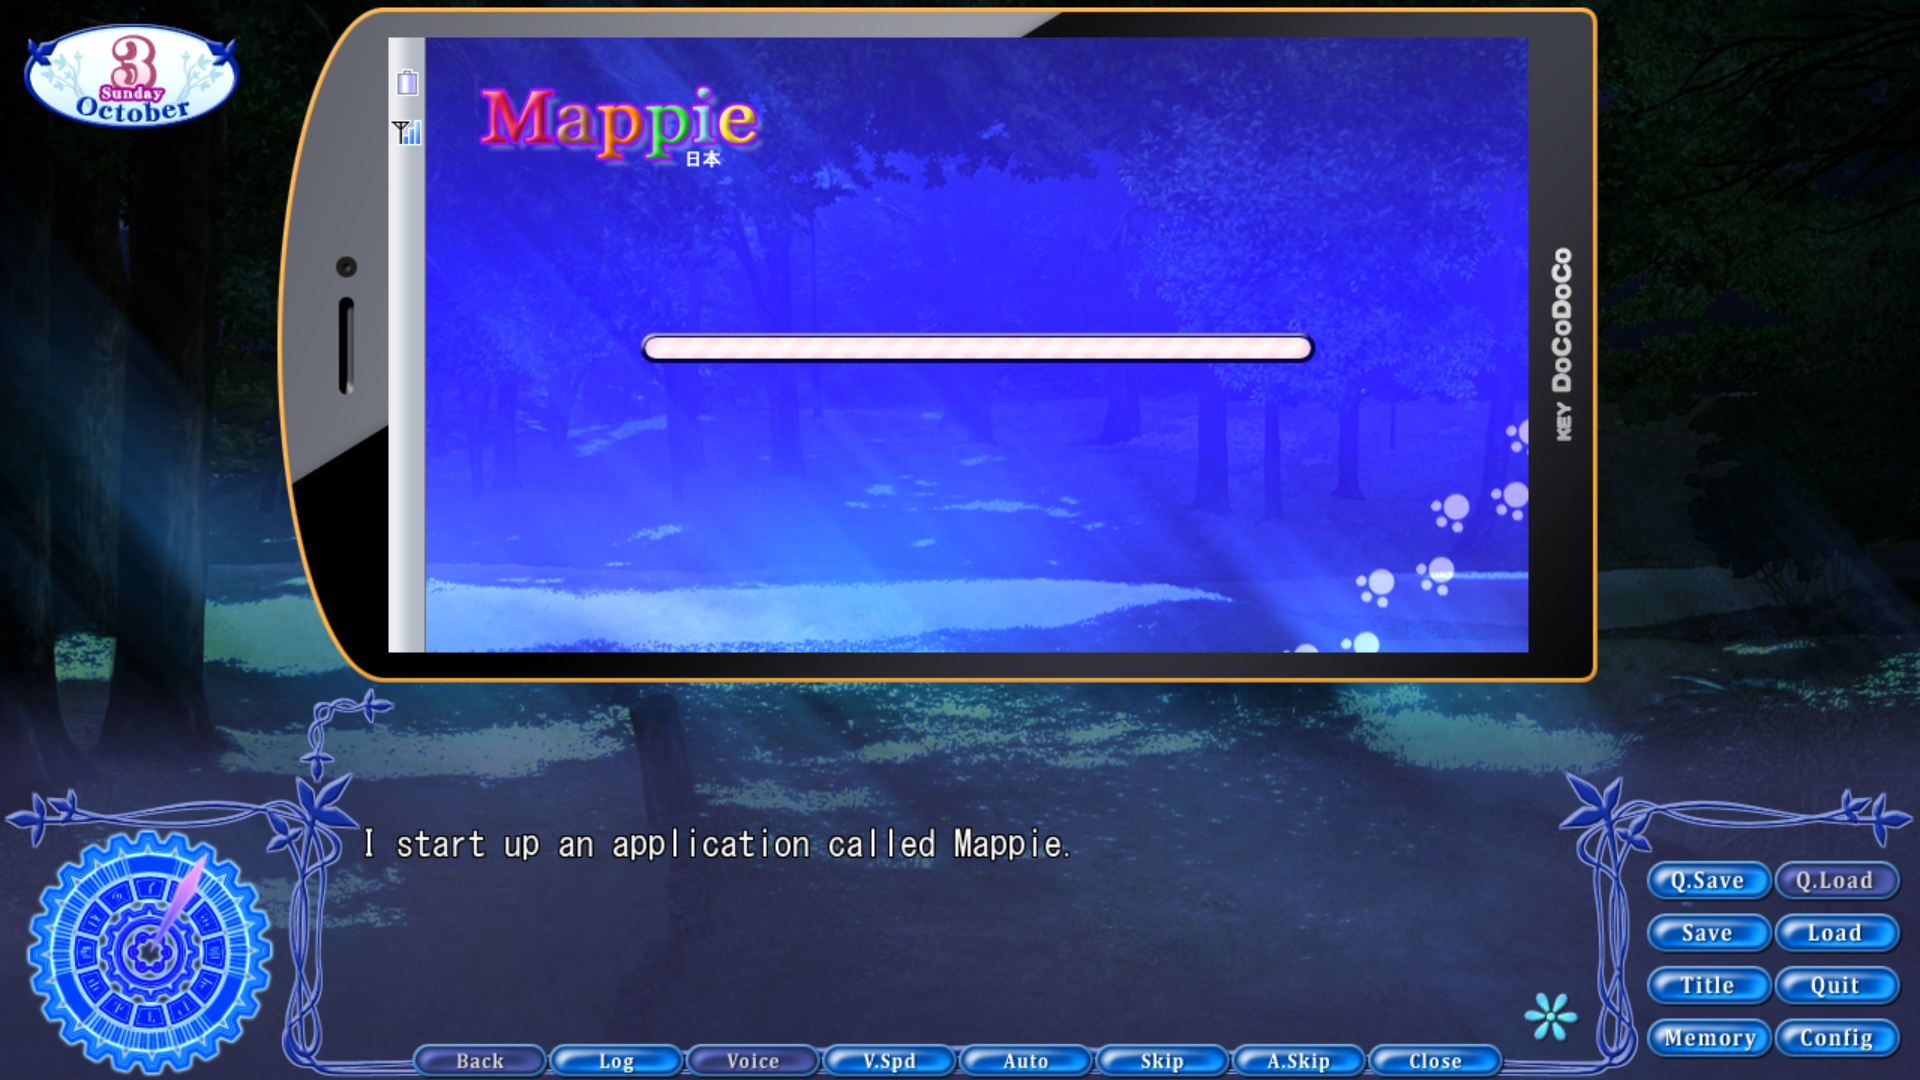 3
Sunday
October
Mappie
日本
KEY DoCoDoCo
I start up an application called Mappie.
Q.Save
Q.Load
Save
Load
Title
Quit
Memory
Config
Back
Log
Voice
V.Spd
Auto
Skip
A.Skip
Close